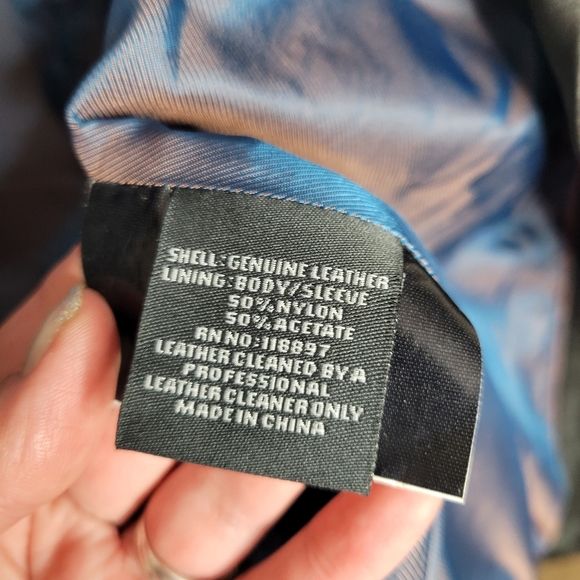 SHELL: GENUINE LEATHER
LINING: BODY/SLEEVE
50% NYLON
50% ACETATE
RN NO: 118897
LEATHER CLEANED BY A
PROFESSIONAL
LEATHER CLEANER ONLY
MADE IN CHINA